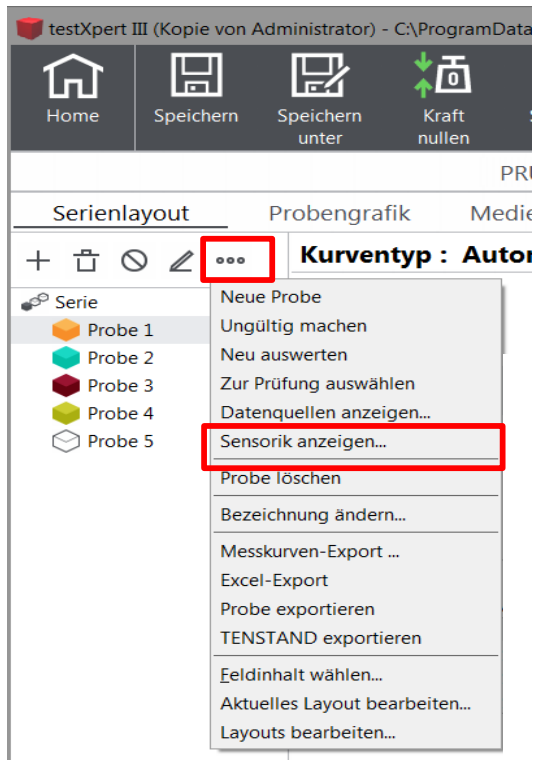 testXpert III (Kopie von Administrator) - C:\ProgramData
Home
Speichern
Speichern
unter
Kraft
nullen
S
PRÜ
Serienlayout
Probengrafik
Medie
Kurventyp : Autom
Serie
Probe 1
Probe 2
Probe 3
Probe 4
Probe 5
Neue Probe
Ungültig machen
Neu auswerten
Zur Prüfung auswählen
Datenquellen anzeigen...
Sensorik anzeigen...
Probe löschen
Bezeichnung ändern...
Messkurven-Export ...
Excel-Export
Probe exportieren
TENSTAND exportieren
Feldinhalt wählen...
Aktuelles Layout bearbeiten...
Layouts bearbeiten...